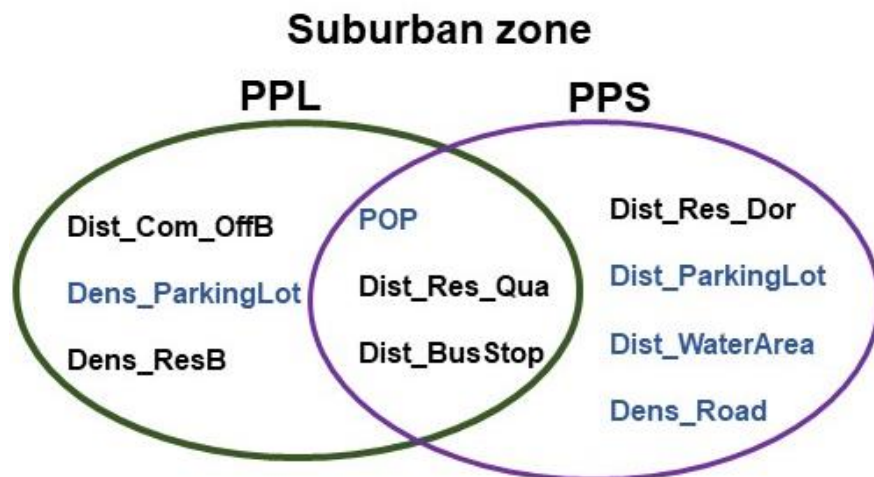 Suburban zone
PPL
PPS
Dist_Com_OffB
Dens_ParkingLot
Dens_ResB
POP
Dist_Res_Qua
Dist_BusStop
Dist_Res_Dor
Dist_ParkingLot
Dist_WaterArea
Dens_Road